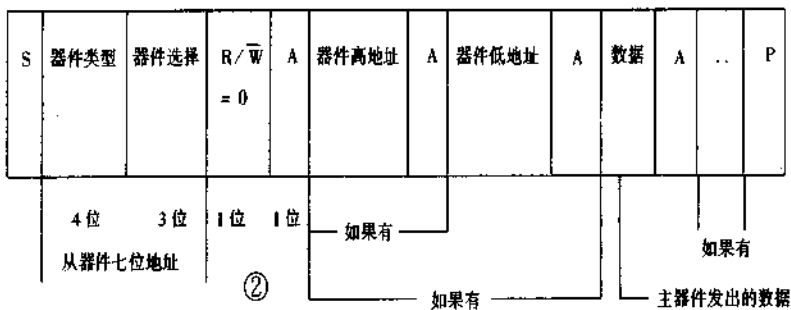 S 器件类型 器件选择 R/W̅ A 器件高地址 A 器件低地址 A 数据 A .. P
= 0
4位 3位 1位 1位
如果有
如果有
从器件七位地址
②
如果有
主器件发出的数据